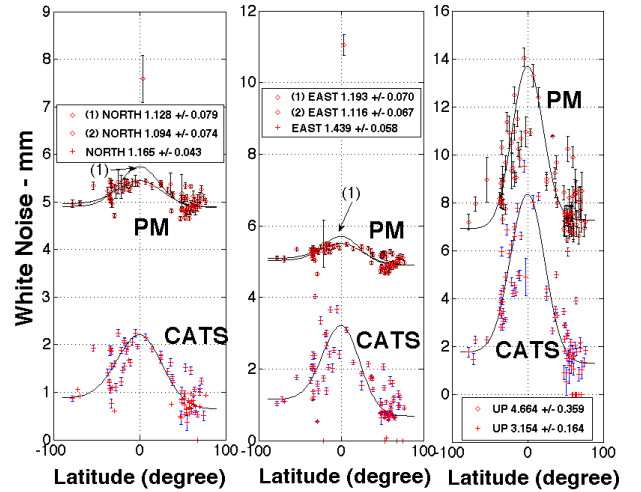 White Noise - mm
9
8
7
6
5
4
3
2
1
0
-100
0
100
(1) NORTH 1.128 +/- 0.079
(2) NORTH 1.094 +/- 0.074
NORTH 1.165 +/- 0.043
(1)
PM
CATS
Latitude (degree)
12
10
8
6
4
2
0
-100
0
100
(1) EAST 1.193 +/- 0.070
(2) EAST 1.116 +/- 0.067
EAST 1.439 +/- 0.058
(1)
PM
CATS
Latitude (degree)
16
14
12
10
8
6
4
2
0
-100
0
100
PM
CATS
UP 4.664 +/- 0.359
UP 3.154 +/- 0.164
Latitude (degree)